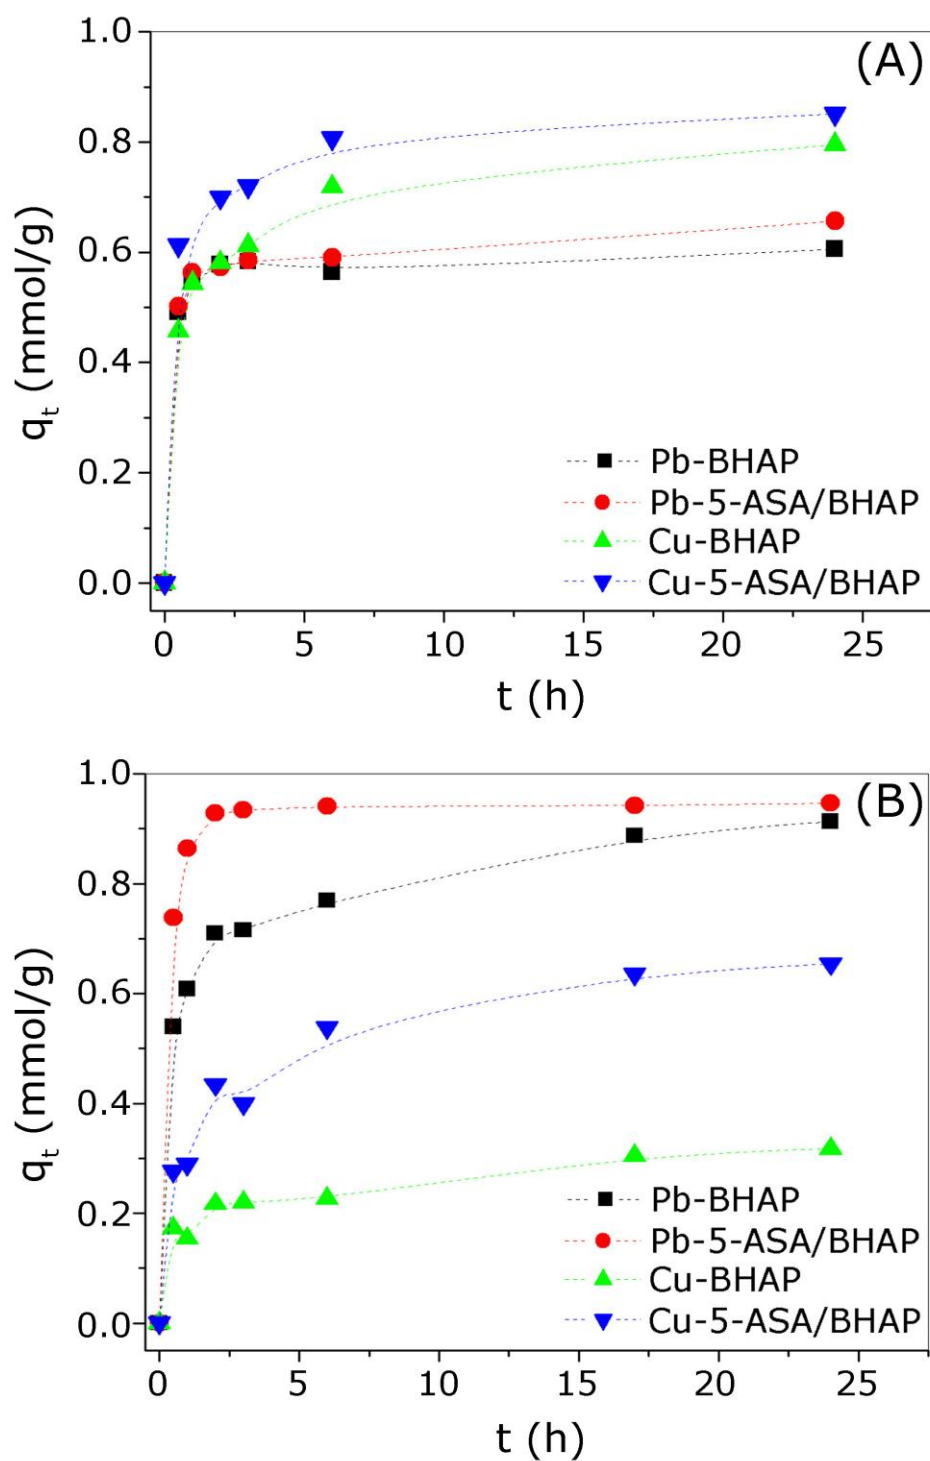 (A)
1.0
0.8
0.6
0.4
0.2
0.0
qt (mmol/g)
Pb-BHAP
Pb-5-ASA/BHAP
Cu-BHAP
Cu-5-ASA/BHAP
0 5 10 15 20 25
t (h)
(B)
1.0
0.8
0.6
0.4
0.2
0.0
qt (mmol/g)
Pb-BHAP
Pb-5-ASA/BHAP
Cu-BHAP
Cu-5-ASA/BHAP
0 5 10 15 20 25
t (h)